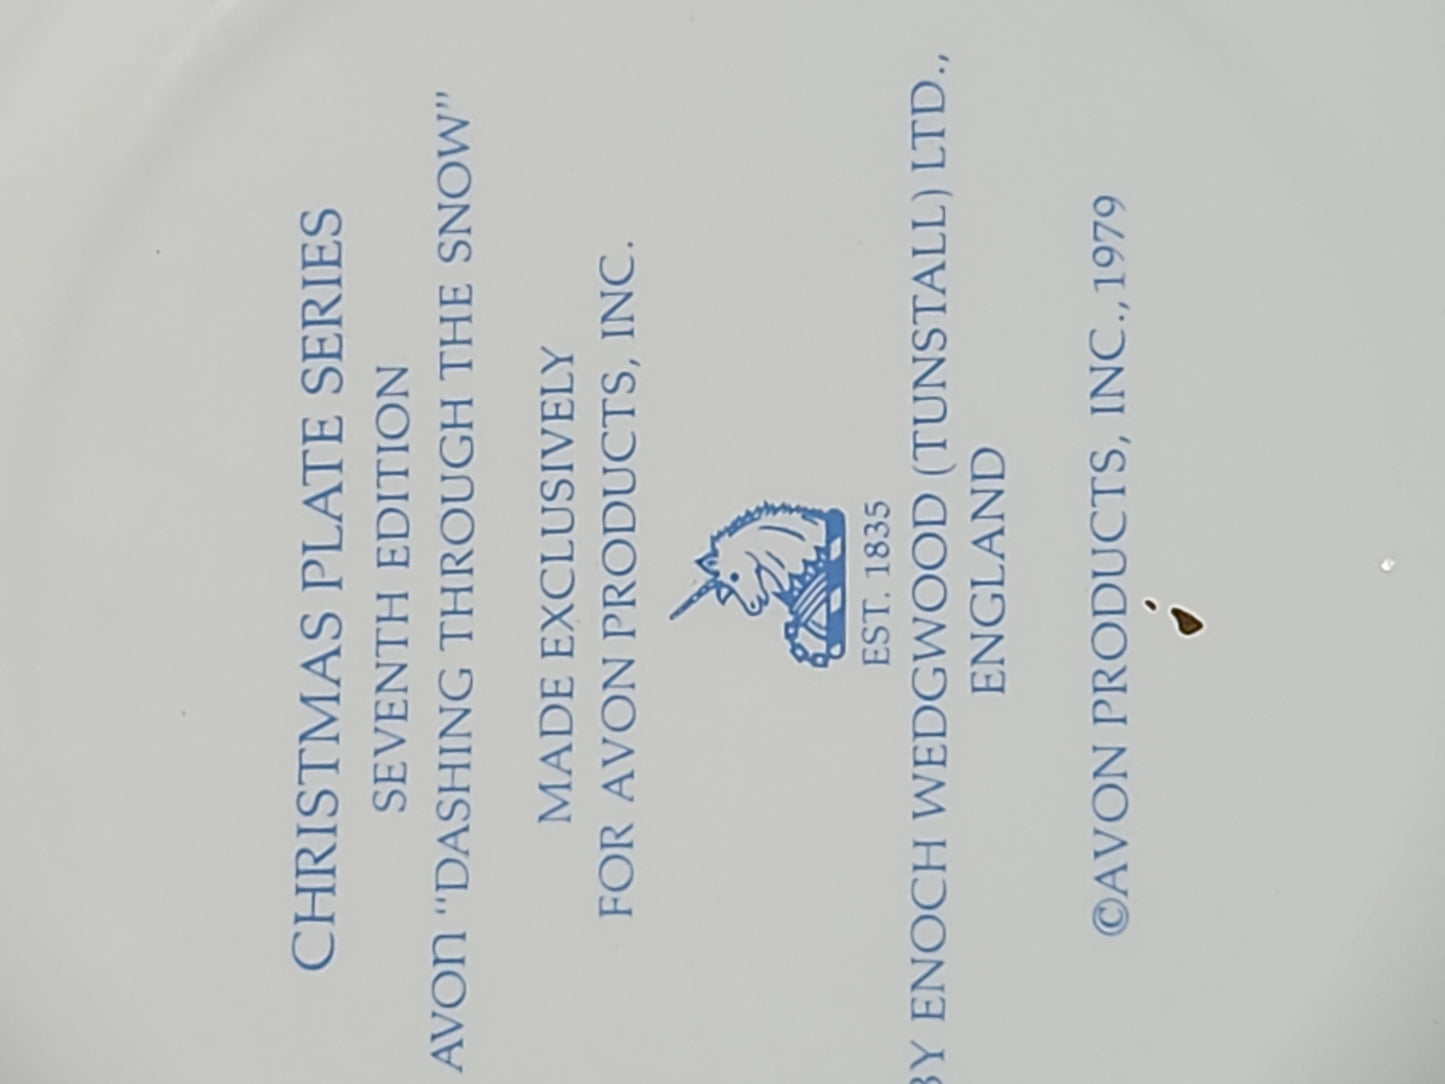 CHRISTMAS PLATE SERIES
SEVENTH EDITION
AVON "DASHING THROUGH THE SNOW"
MADE EXCLUSIVELY
FOR AVON PRODUCTS, INC.
EST. 1835
BY ENOCH WEDGWOOD (TUNSTALL) LTD.,
ENGLAND
©AVON PRODUCTS, INC., 1979